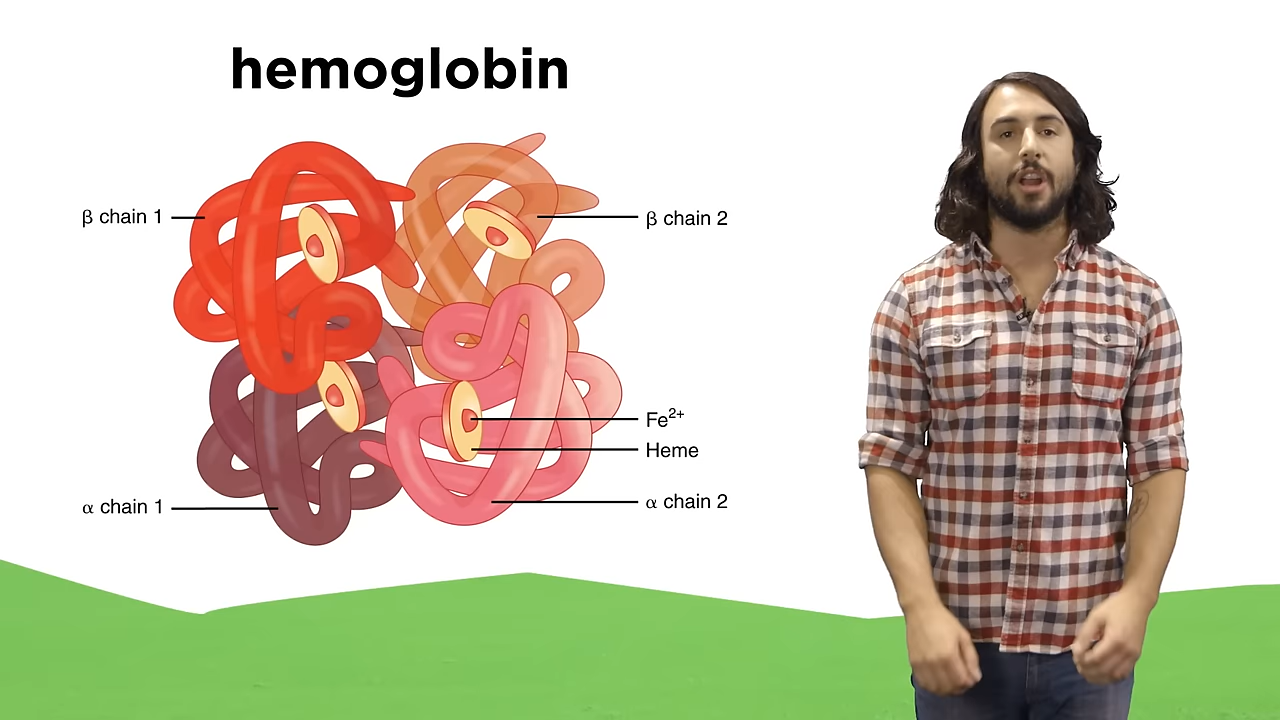 hemoglobin
β chain 1
β chain 2
Fe²⁺
Heme
α chain 1
α chain 2